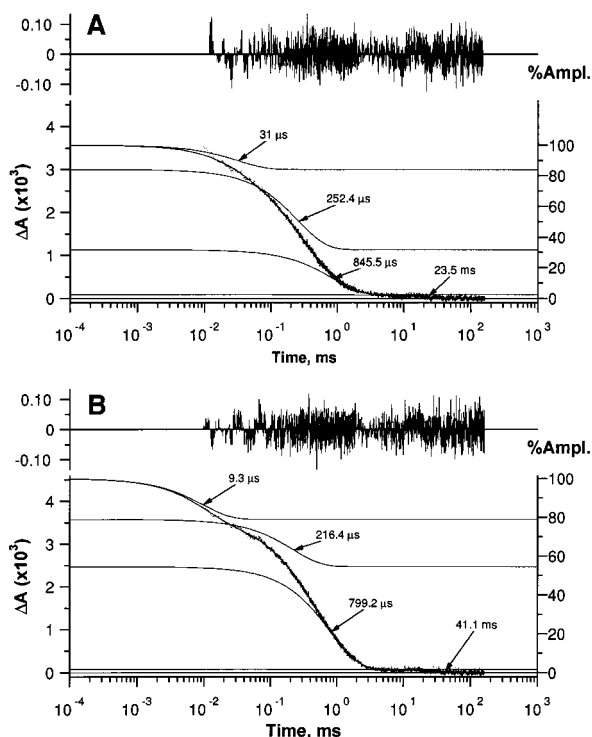 A
0.10
0
-0.10
%Ampl.
4
3
2
1
0
ΔA (x10³)
100
80
60
40
20
0
31 µs
252.4 µs
845.5 µs
23.5 ms
10⁻⁴ 10⁻³ 10⁻² 10⁻¹ 10⁰ 10¹ 10² 10³
Time, ms
B
0.10
0
-0.10
%Ampl.
4
3
2
1
0
ΔA (x10³)
100
80
60
40
20
0
9.3 µs
216.4 µs
799.2 µs
41.1 ms
10⁻⁴ 10⁻³ 10⁻² 10⁻¹ 10⁰ 10¹ 10² 10³
Time, ms